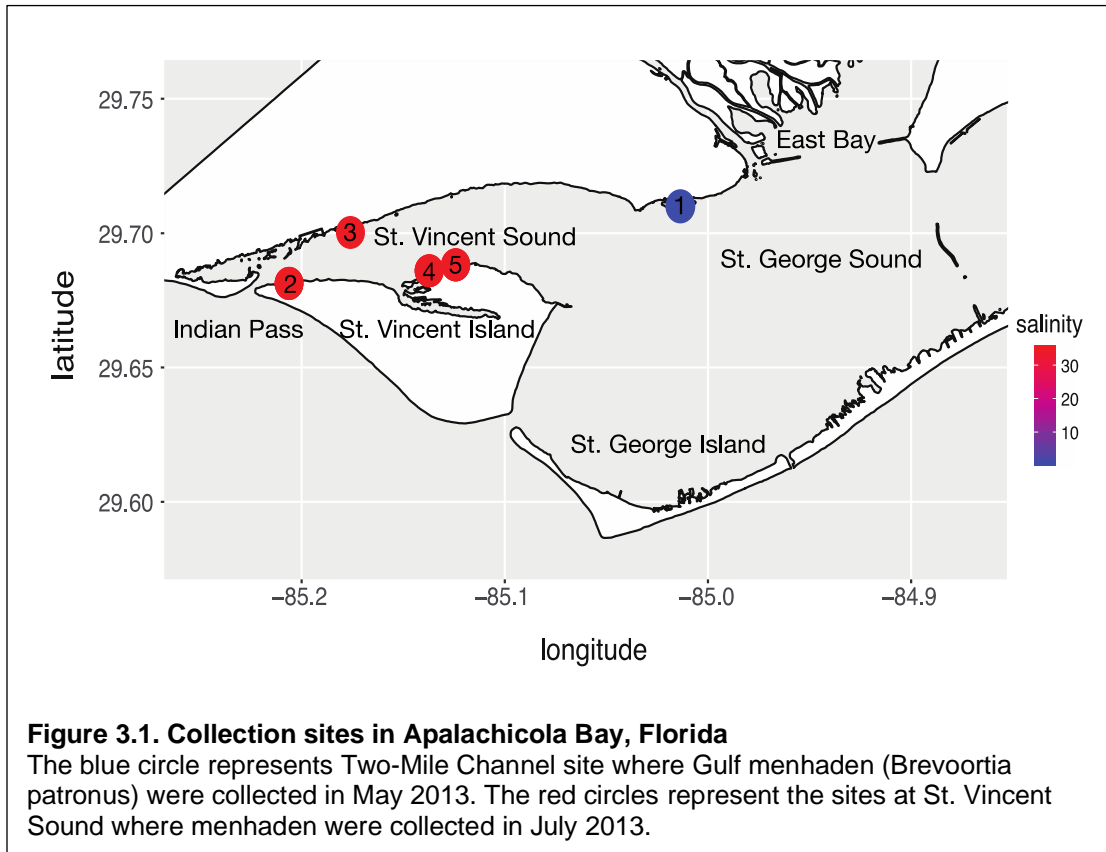 29.75
29.70
29.65
29.60
latitude
East Bay
1
3
St. Vincent Sound
4
5
2
St. George Sound
Indian Pass
St. Vincent Island
St. George Island
salinity
30
20
10
−85.2
−85.1
−85.0
−84.9
longitude
Figure 3.1. Collection sites in Apalachicola Bay, Florida
The blue circle represents Two-Mile Channel site where Gulf menhaden (Brevoortia
patronus) were collected in May 2013. The red circles represent the sites at St. Vincent
Sound where menhaden were collected in July 2013.